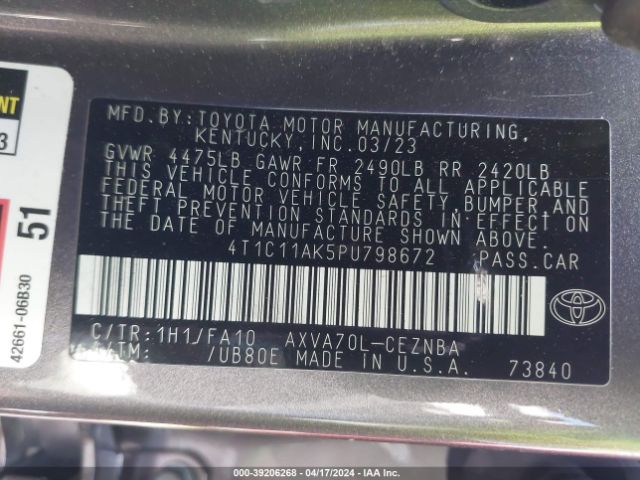 MFD.BY:TOYOTA MOTOR MANUFACTURING,
KENTUCKY,INC.03/23
GVWR 4475LB GAWR FR 2490LB RR 2420LB
THIS VEHICLE CONFORMS TO ALL APPLICABLE
FEDERAL MOTOR VEHICLE SAFETY,BUMPER,AND
THEFT PREVENTION STANDARDS IN EFFECT ON
THE DATE OF MANUFACTURE SHOWN ABOVE.
4T1C11AK5PU798672 PASS.CAR
C/TR:1H1/FA10 AXVA70L-CEZNBA
A/TM: /UB80E MADE IN U.S.A.
73840
TOYOTA
51
42661-06B30
000-39206268 - 04/17/2024 - IAA Inc.